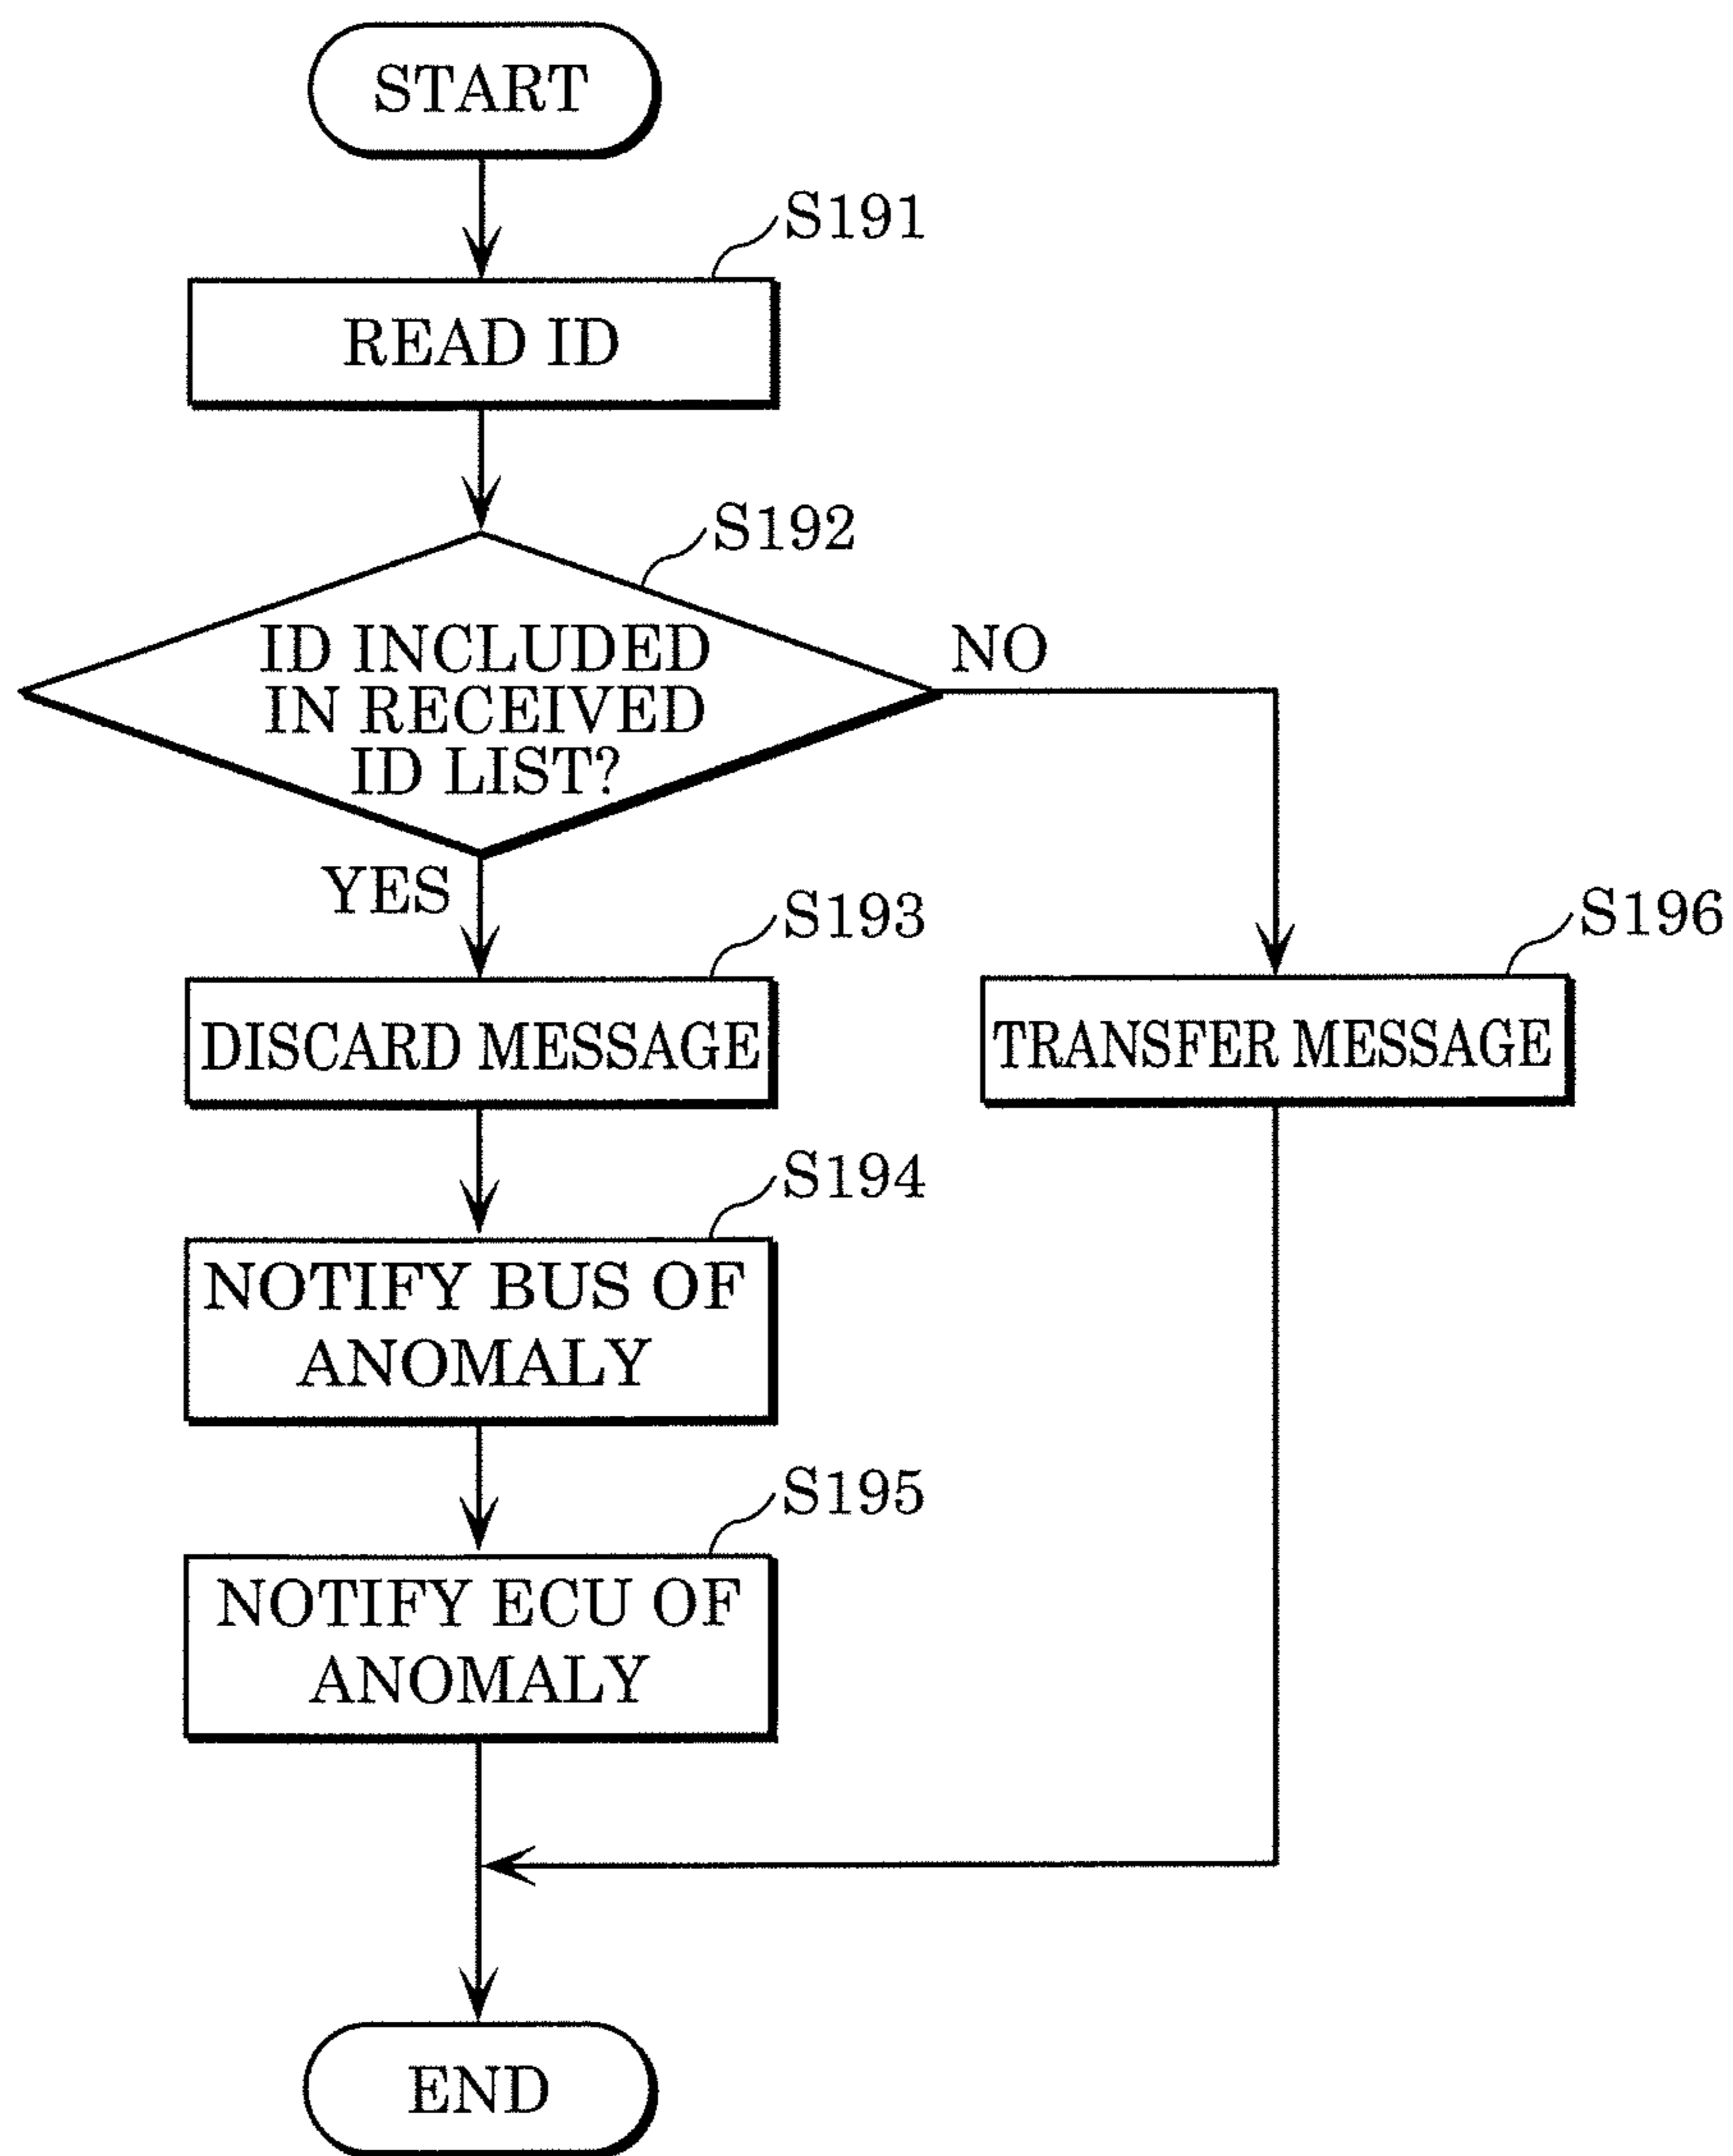 START
S191
READ ID
S192
ID INCLUDED
IN RECEIVED
ID LIST?
NO
YES
S193
DISCARD MESSAGE
S196
TRANSFER MESSAGE
S194
NOTIFY BUS OF
ANOMALY
S195
NOTIFY ECU OF
ANOMALY
END